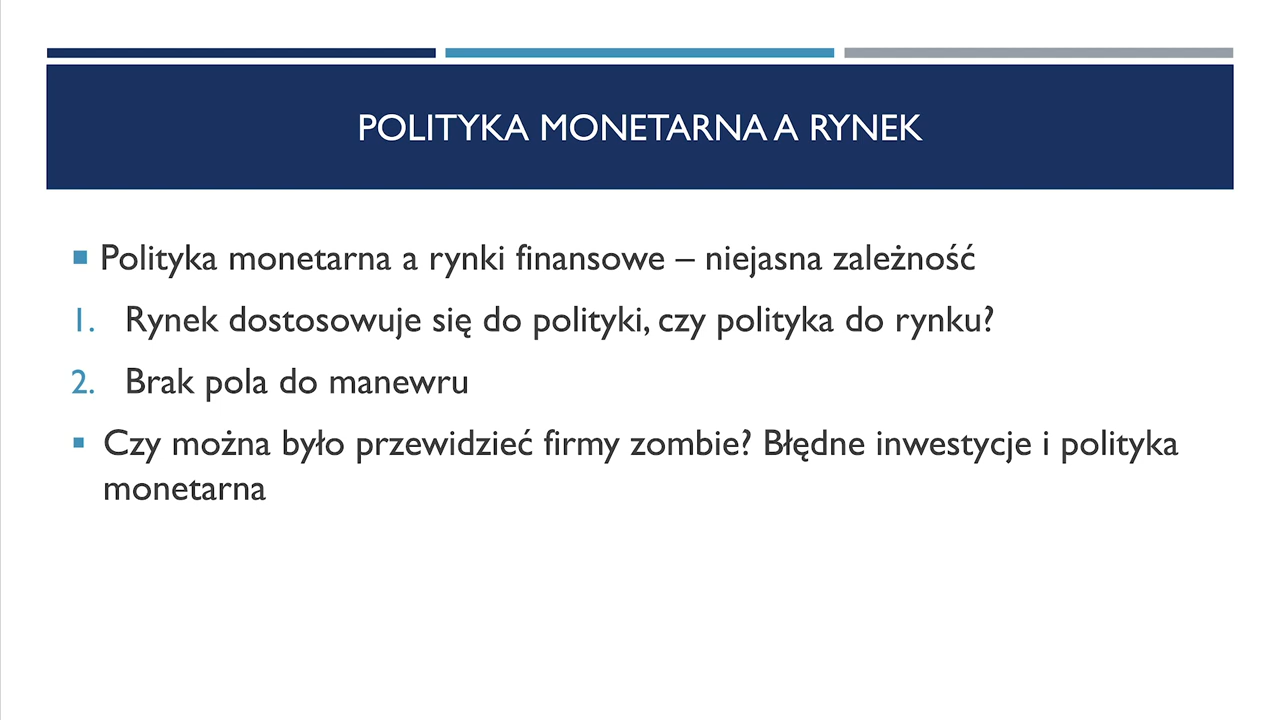 POLITYKA MONETARNA A RYNEK
Polityka monetarna a rynki finansowe – niejasna zależność
1. Rynek dostosowuje się do polityki, czy polityka do rynku?
2. Brak pola do manewru
Czy można było przewidzieć firmy zombie? Błędne inwestycje i polityka
monetarna